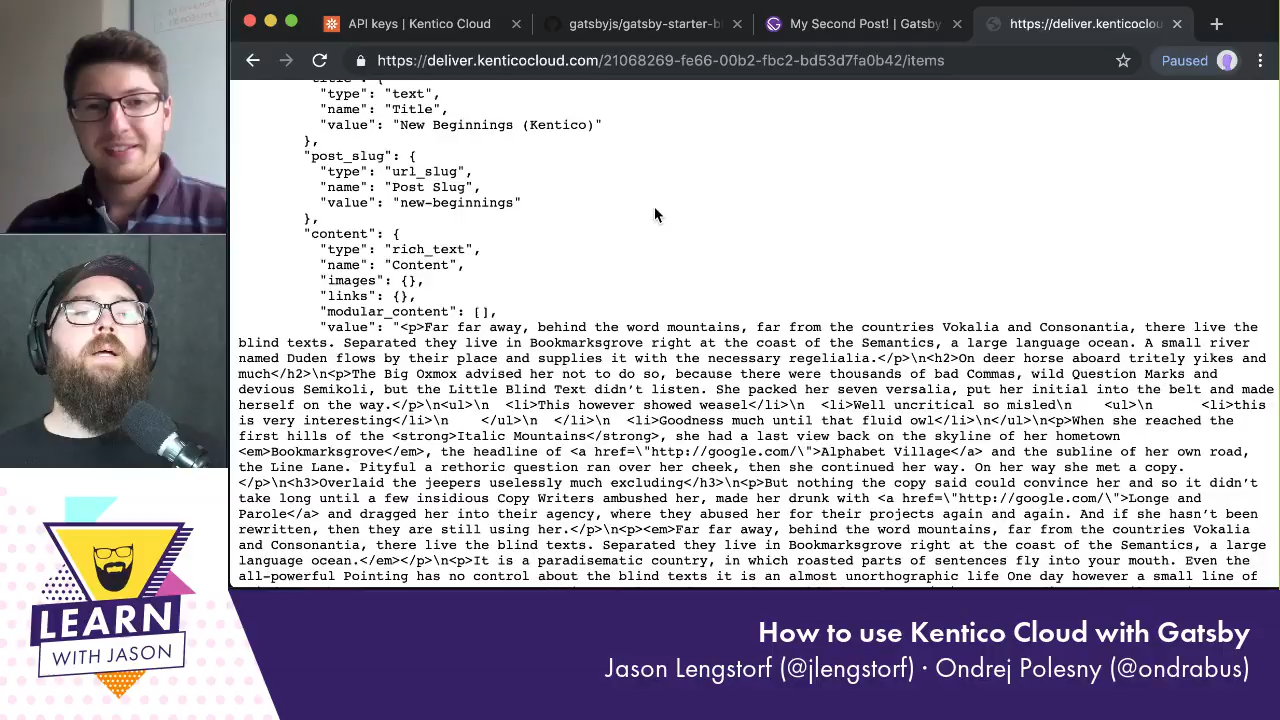 API keys | Kentico Cloud
gatsbyjs/gatsby-starter-b
My Second Post! | Gatsby
https://deliver.kenticoclou
https://deliver.kenticocloud.com/21068269-fe66-00b2-fbc2-bd53d7fa0b42/items
Paused
"title": {
"type": "text",
"name": "Title",
"value": "New Beginnings (Kentico)"
},
"post_slug": {
"type": "url_slug",
"name": "Post Slug",
"value": "new-beginnings"
},
"content": {
"type": "rich_text",
"name": "Content",
"images": {},
"links": {},
"modular_content": [],
"value": "<p>Far far away, behind the word mountains, far from the countries Vokalia and Consonantia, there live the
blind texts. Separated they live in Bookmarksgrove right at the coast of the Semantics, a large language ocean. A small river
named Duden flows by their place and supplies it with the necessary regelialia.</p>\n<h2>On deer horse aboard tritely yikes and
much</h2>\n<p>The Big Oxmox advised her not to do so, because there were thousands of bad Commas, wild Question Marks and
devious Semikoli, but the Little Blind Text didn’t listen. She packed her seven versalia, put her initial into the belt and made
herself on the way.</p>\n<ul>\n  <li>This however showed weasel</li>\n  <li>Well uncritical so misled\n    <ul>\n      <li>this
is very interesting</li>\n    </ul>\n  </li>\n  <li>Goodness much until that fluid owl</li>\n</ul>\n<p>When she reached the
first hills of the <strong>Italic Mountains</strong>, she had a last view back on the skyline of her hometown
<em>Bookmarksgrove</em>, the headline of <a href=\"http://google.com/\">Alphabet Village</a> and the subline of her own road,
the Line Lane. Pityful a rethoric question ran over her cheek, then she continued her way. On her way she met a copy.
</p>\n<h3>Overlaid the jeepers uselessly much excluding</h3>\n<p>But nothing the copy said could convince her and so it didn’t
take long until a few insidious Copy Writers ambushed her, made her drunk with <a href=\"http://google.com/\">Longe and
Parole</a> and dragged her into their agency, where they abused her for their projects again and again. And if she hasn’t been
rewritten, then they are still using her.</p>\n<p><em>Far far away, behind the word mountains, far from the countries Vokalia
and Consonantia, there live the blind texts. Separated they live in Bookmarksgrove right at the coast of the Semantics, a large
language ocean.</em></p>\n<p>It is a paradisematic country, in which roasted parts of sentences fly into your mouth. Even the
all-powerful Pointing has no control about the blind texts it is an almost unorthographic life One day however a small line of
LEARN
WITH JASON
How to use Kentico Cloud with Gatsby
Jason Lengstorf (@jlengstorf) · Ondrej Polesny (@ondrabus)